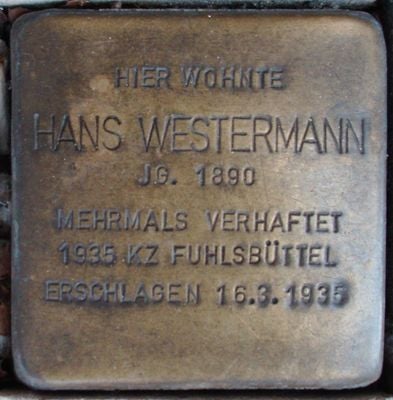 HIER WOHNTE
HANS WESTERMANN
JG. 1890
MEHRMALS VERHAFTET
1935 KZ FUHLSBÜTTEL
ERSCHLAGEN 16.3.1935